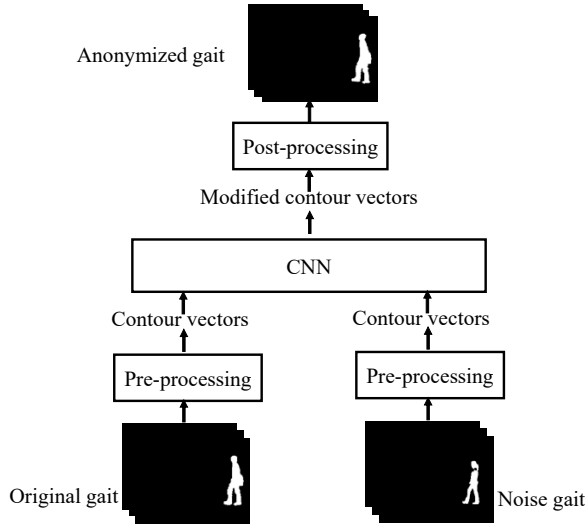 Anonymized gait
Post-processing
Modified contour vectors
CNN
Contour vectors
Contour vectors
Pre-processing
Pre-processing
Original gait
Noise gait